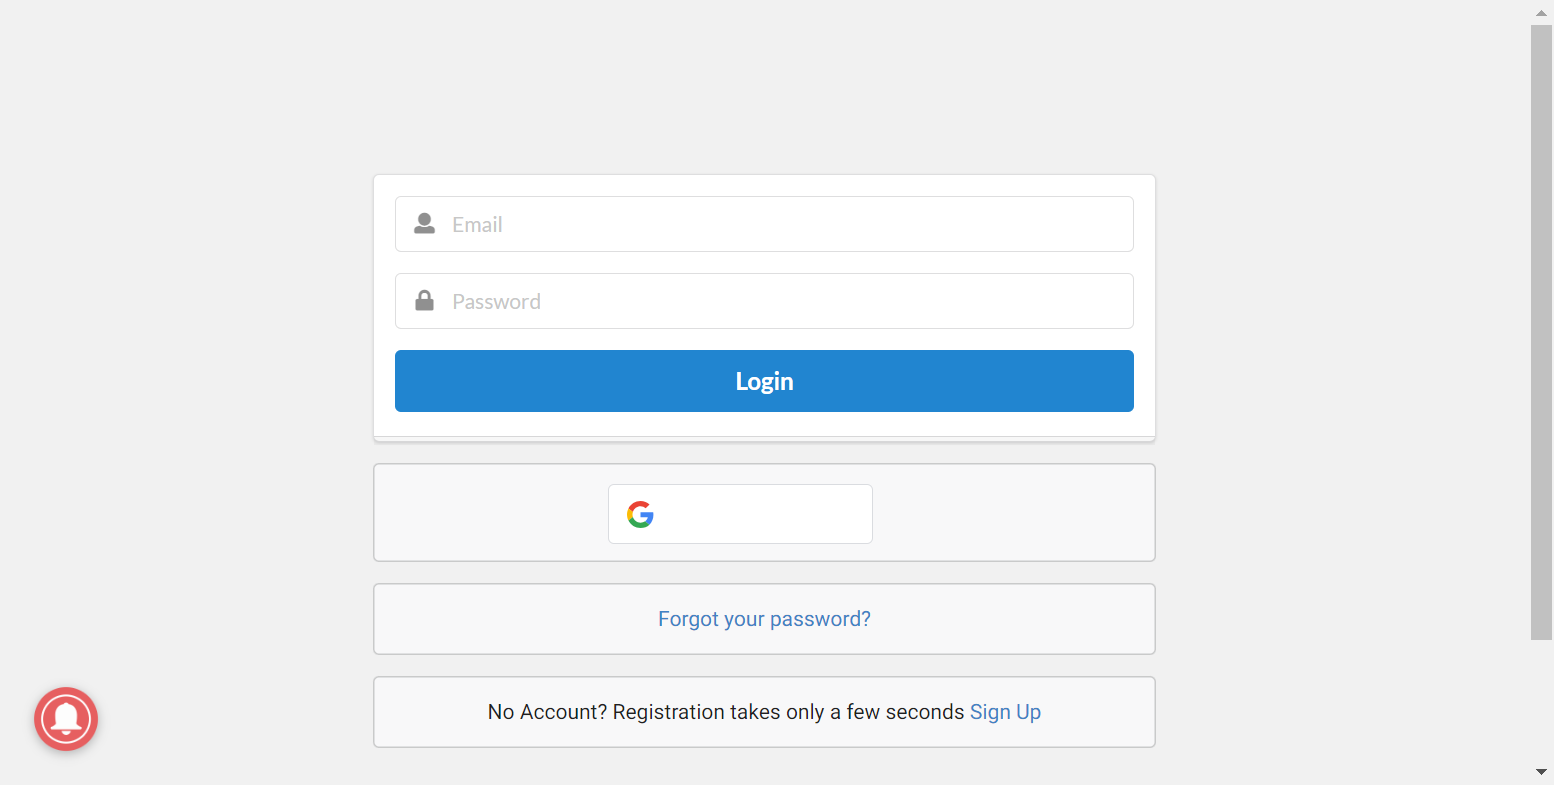 Email
Password
Login
Forgot your password?
No Account? Registration takes only a few seconds Sign Up